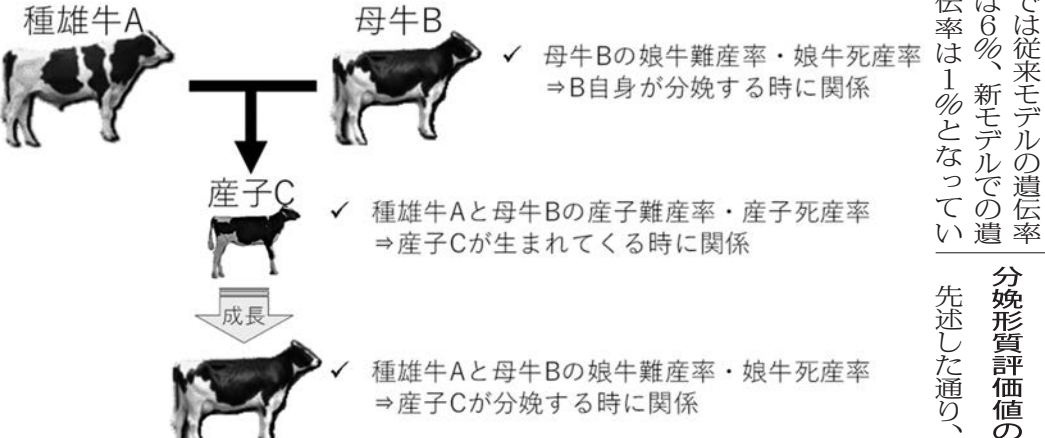 種雄牛A
母牛B
✓ 母牛Bの娘牛難産率・娘牛死産率
⇒B自身が分娩する時に関係
産子C
✓ 種雄牛Aと母牛Bの産子難産率・産子死産率
⇒産子Cが生まれてくる時に関係
成長
✓ 種雄牛Aと母牛Bの娘牛難産率・娘牛死産率
⇒産子Cが分娩する時に関係
では従来モデルの遺伝率
は6%、新モデルでの遺
伝率は1%となってい
分娩形質評価値の
先述した通り、